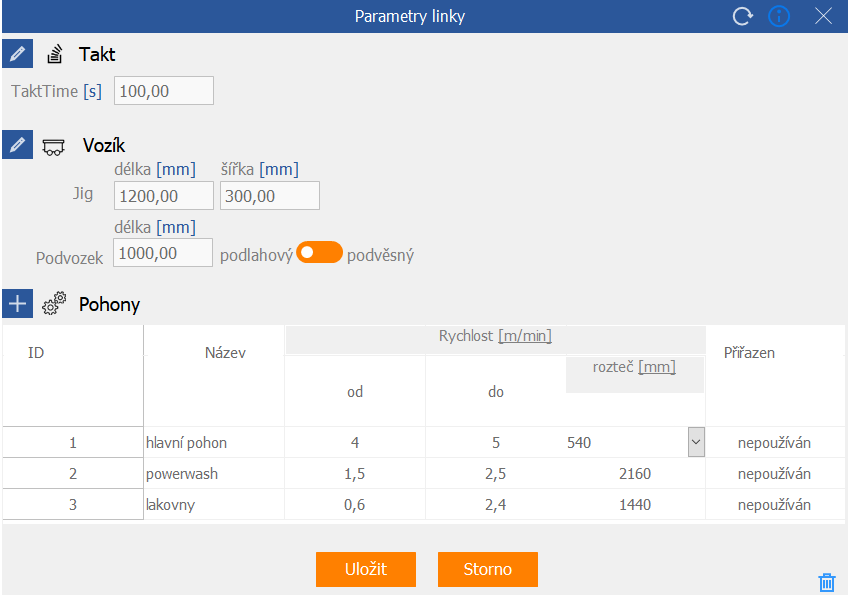 Parametry linky
Takt
TaktTime [s] 100,00
Vozík
délka [mm] šířka [mm]
Jig 1200,00 300,00
délka [mm]
Podvozek 1000,00 podlahový podvěsný
Pohony
ID Název Rychlost [m/min] Přiřazen
od do rozteč [mm]
1 hlavní pohon 4 5 540 nepoužíván
2 powerwash 1,5 2,5 2160 nepoužíván
3 lakovny 0,6 2,4 1440 nepoužíván
Uložit Storno